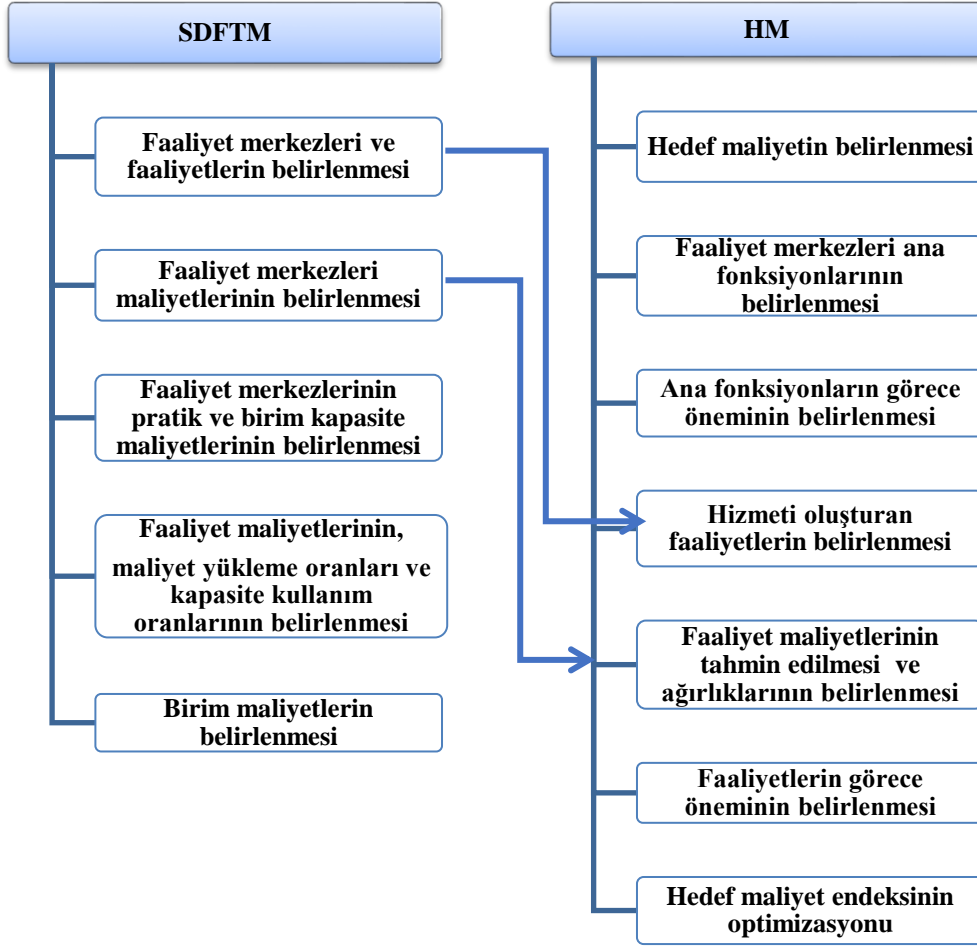 SDFTM
Faaliyet merkezleri ve
faaliyetlerin belirlenmesi
Faaliyet merkezleri
maliyetlerinin belirlenmesi
Faaliyet merkezlerinin
pratik ve birim kapasite
maliyetlerinin belirlenmesi
Faaliyet maliyetlerinin,
maliyet yükleme oranları ve
kapasite kullanım
oranlarının belirlenmesi
Birim maliyetlerin
belirlenmesi
HM
Hedef maliyetin belirlenmesi
Faaliyet merkezleri ana
fonksiyonlarının
belirlenmesi
Ana fonksiyonların görece
öneminin belirlenmesi
Hizmeti oluşturan
faaliyetlerin belirlenmesi
Faaliyet maliyetlerinin
tahmin edilmesi ve
ağırlıklarının belirlenmesi
Faaliyetlerin görece
öneminin belirlenmesi
Hedef maliyet endeksinin
optimizasyonu